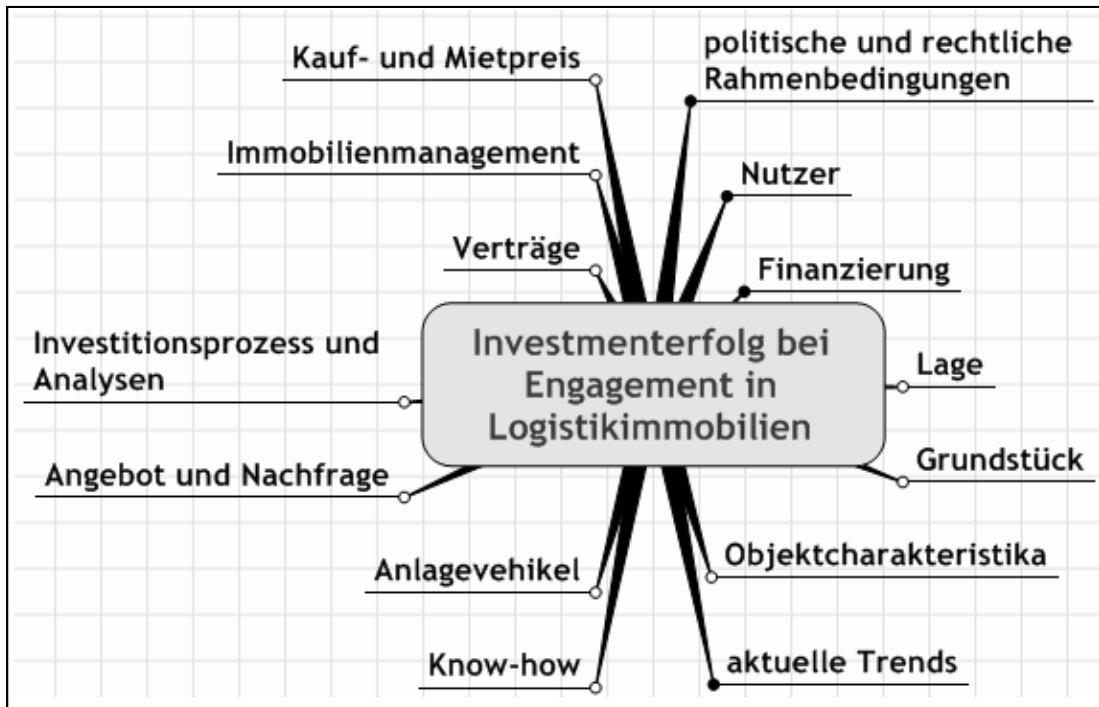 Kauf- und Mietpreis
politische und rechtliche
Rahmenbedingungen
Immobilienmanagement
Nutzer
Verträge
Finanzierung
Investitionsprozess und
Analysen
Investmenterfolg bei
Engagement in
Logistikimmobilien
Lage
Angebot und Nachfrage
Grundstück
Anlagevehikel
Objektcharakteristika
Know-how
aktuelle Trends